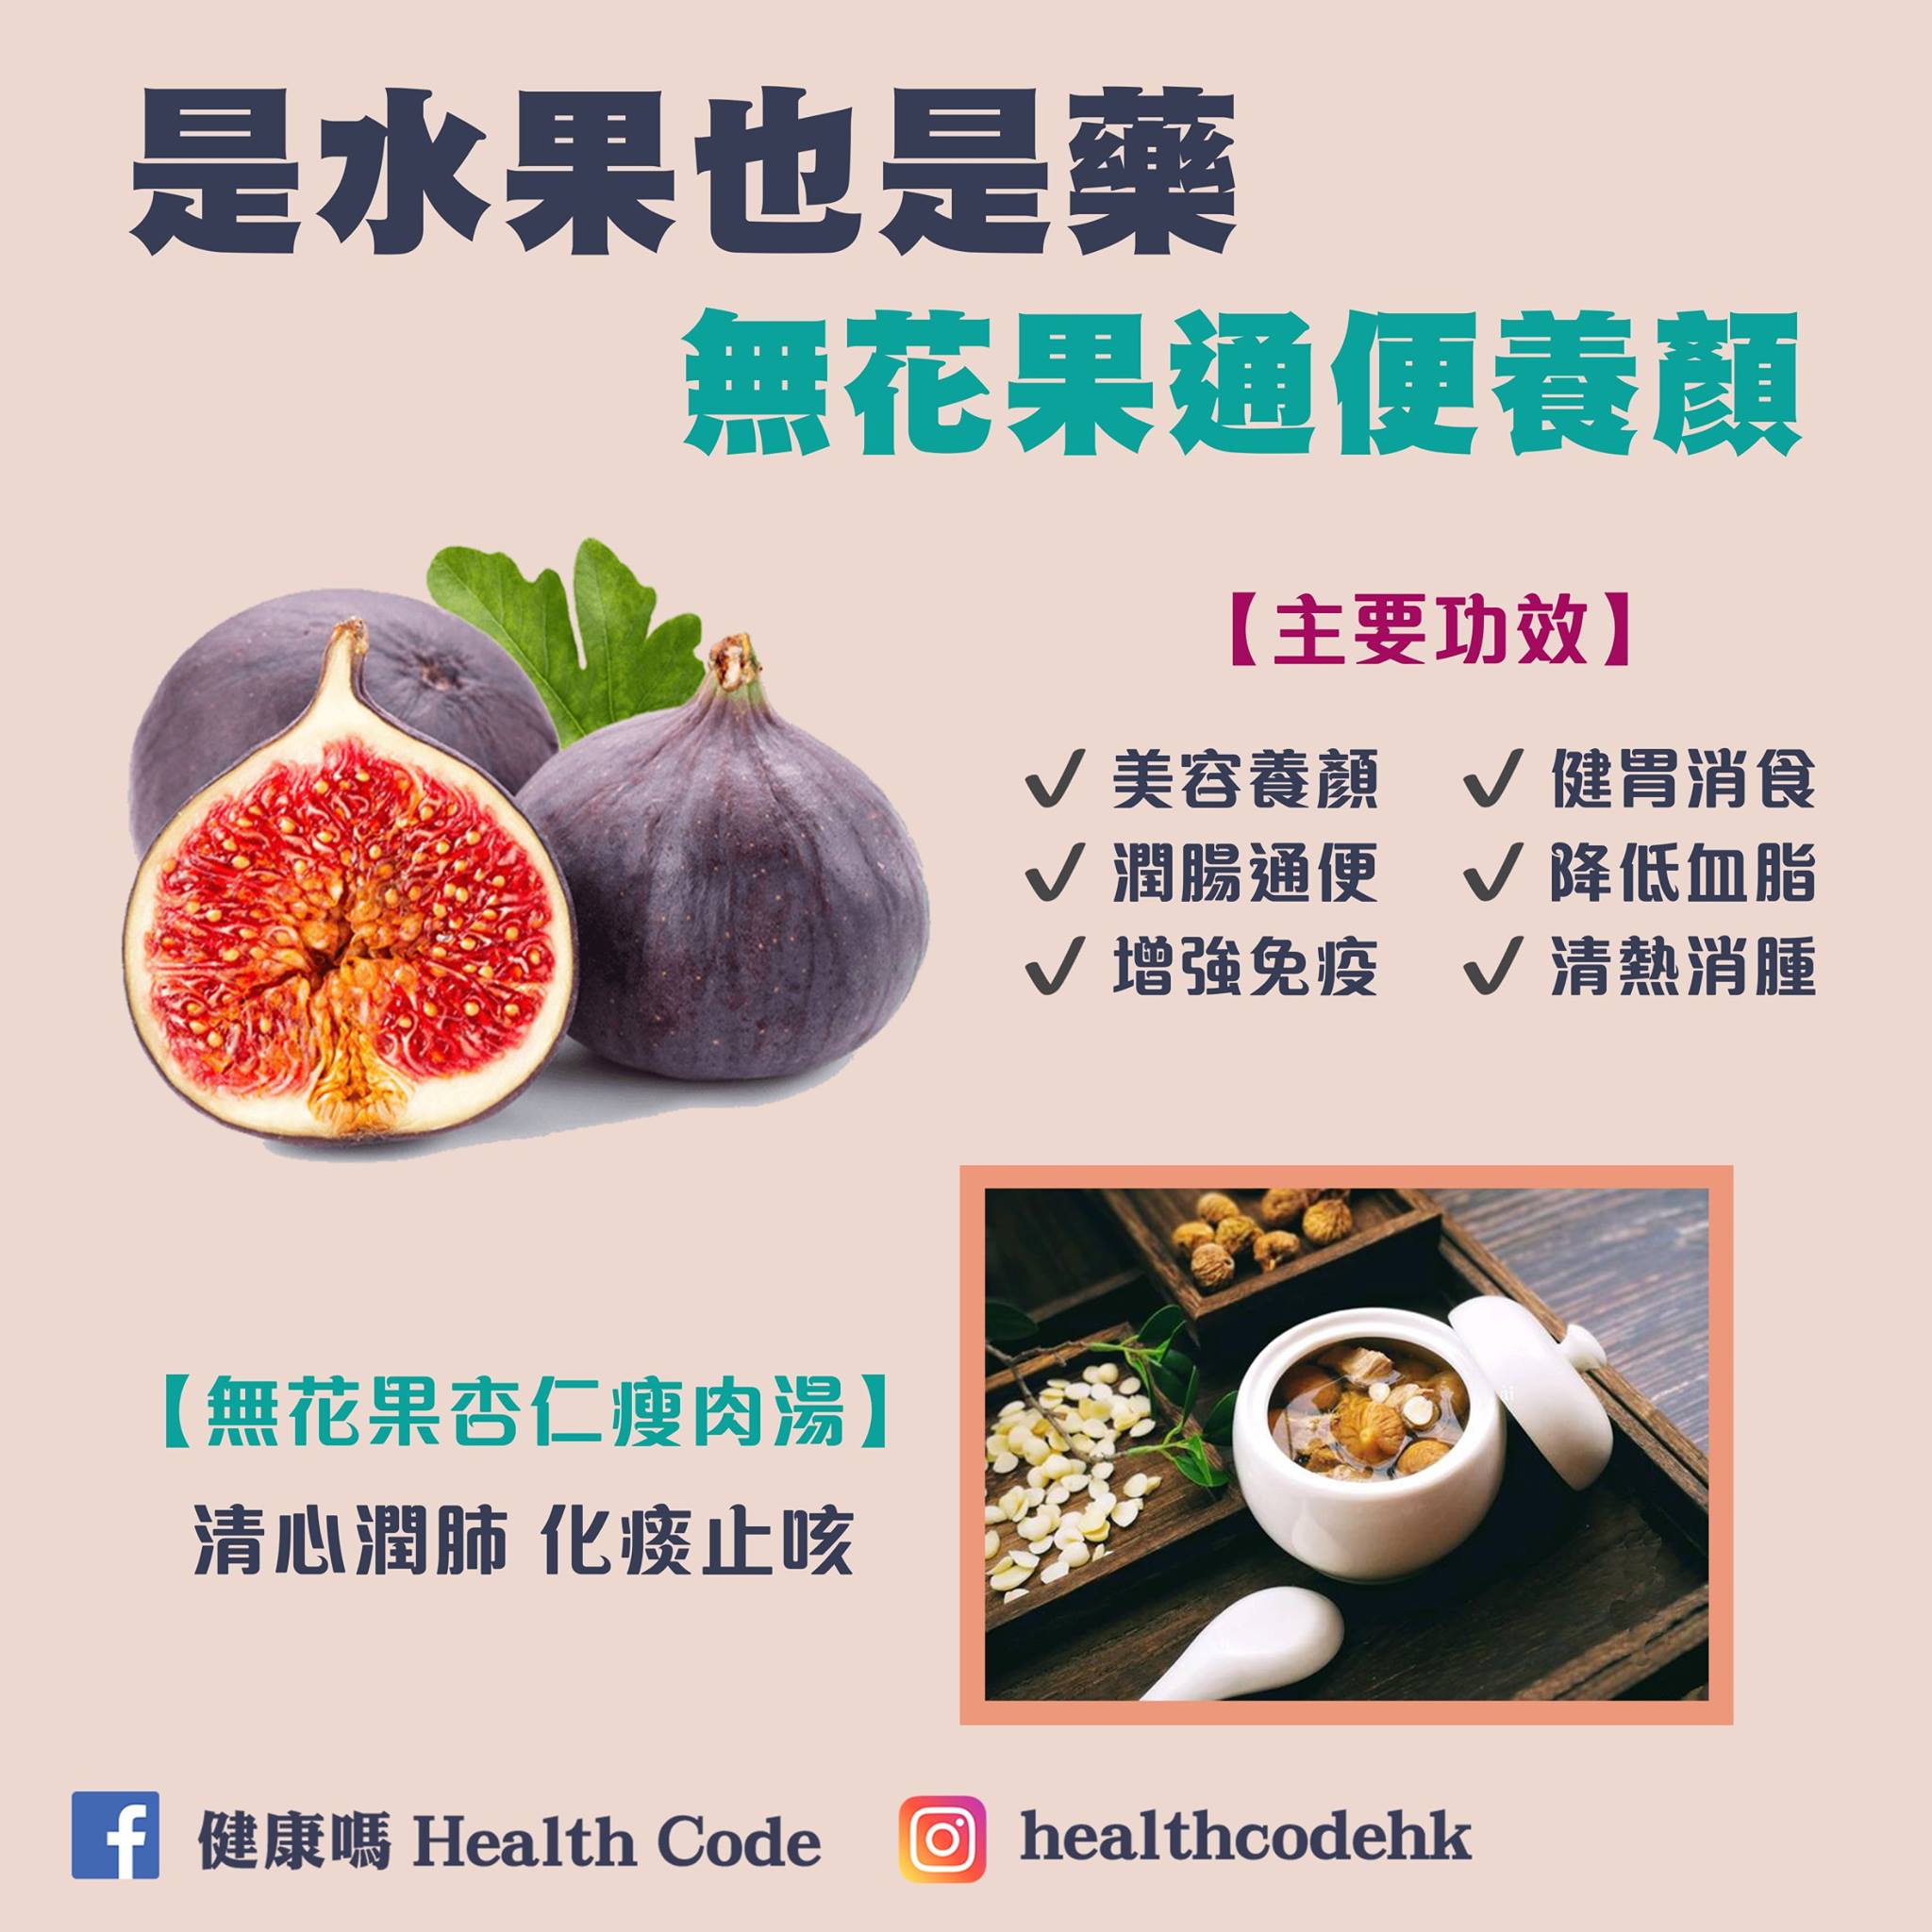 是水果也是藥
無花果通便養顏
【主要功效】
✓ 美容養顏 ✓ 健胃消食
✓ 潤腸通便 ✓ 降低血脂
✓ 增強免疫 ✓ 清熱消腫
【無花果杏仁瘦肉湯】
清心潤肺 化痰止咳
健康嗎 Health Code
healthcodehk